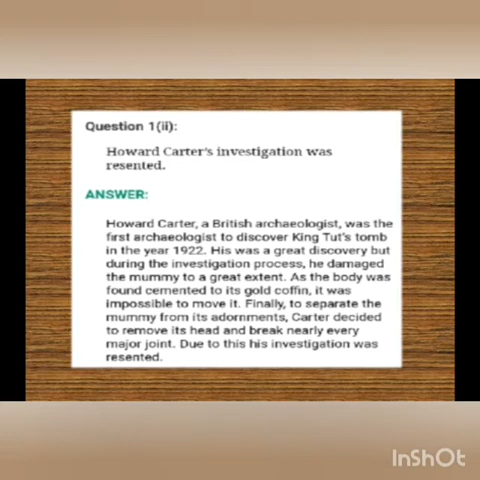 Question 1(ii):
Howard Carter's investigation was
resented.
ANSWER:
Howard Carter, a British archaeologist, was the
first archaeologist to discover King Tut's tomb
in the year 1922. His was a great discovery but
during the investigation process, he damaged
the mummy to a great extent. As the body was
found cemented to its gold coffin, it was
impossible to move it. Finally, to separate the
mummy from its adornments, Carter decided
to remove its head and break nearly every
major joint. Due to this his investigation was
resented.
InShOt